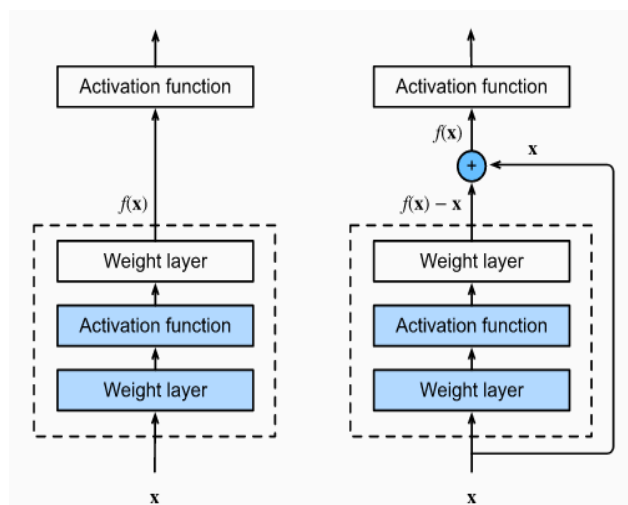 Activation function
f(x)
Weight layer
Activation function
Weight layer
x
Activation function
f(x)
+
x
f(x) − x
Weight layer
Activation function
Weight layer
x